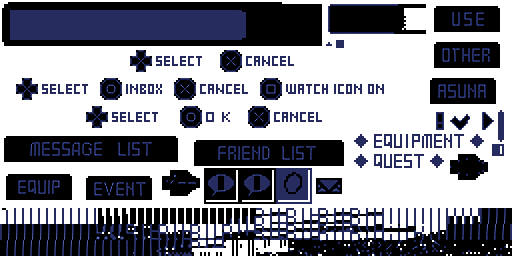 USE
OTHER
SELECT CANCEL
SELECT INBOX CANCEL WATCH ICON ON
ASUNA
SELECT O K CANCEL
MESSAGE LIST
FRIEND LIST
EQUIPMENT
QUEST
EQUIP
EVENT